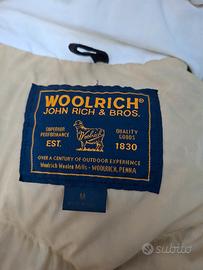 WOOLRICH®
JOHN RICH & BROS.
SUPERIOR
PERFORMANCE
QUALITY
GOODS
EST.
Woolrich
1830
OVER A CENTURY OF OUTDOOR EXPERIENCE
Woolrich Woolen Mills - WOOLRICH, PENNA
M
subito